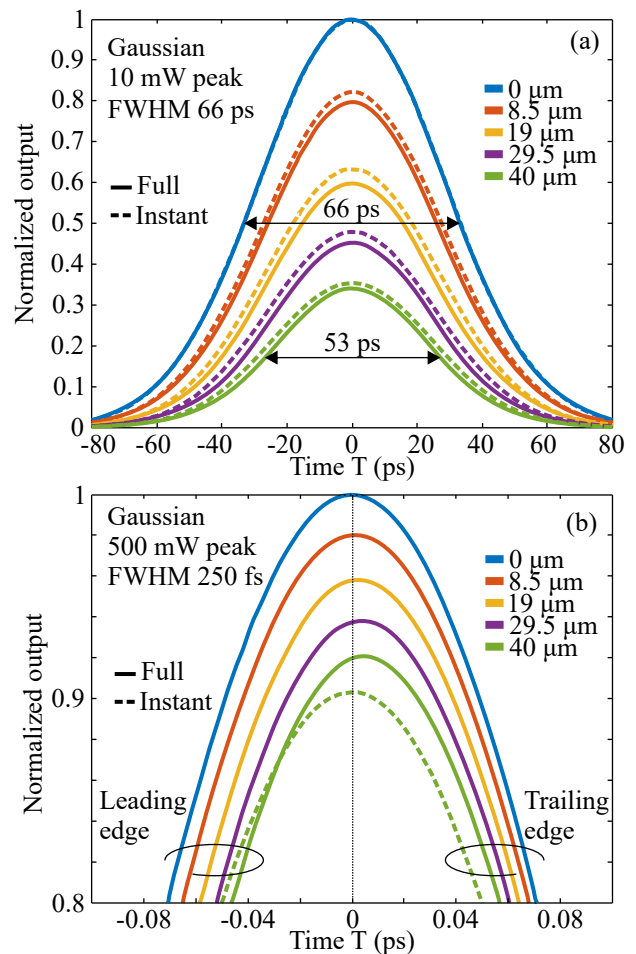 Gaussian
10 mW peak
FWHM 66 ps
(a)
0 μm
8.5 μm
19 μm
29.5 μm
40 μm
Full
Instant
66 ps
53 ps
Normalized output
1
0.9
0.8
0.7
0.6
0.5
0.4
0.3
0.2
0.1
0
-80 -60 -40 -20 0 20 40 60 80
Time T (ps)
Gaussian
500 mW peak
FWHM 250 fs
(b)
0 μm
8.5 μm
19 μm
29.5 μm
40 μm
Full
Instant
Leading
edge
Trailing
edge
Normalized output
1
0.9
0.8
-0.08 -0.04 0 0.04 0.08
Time T (ps)